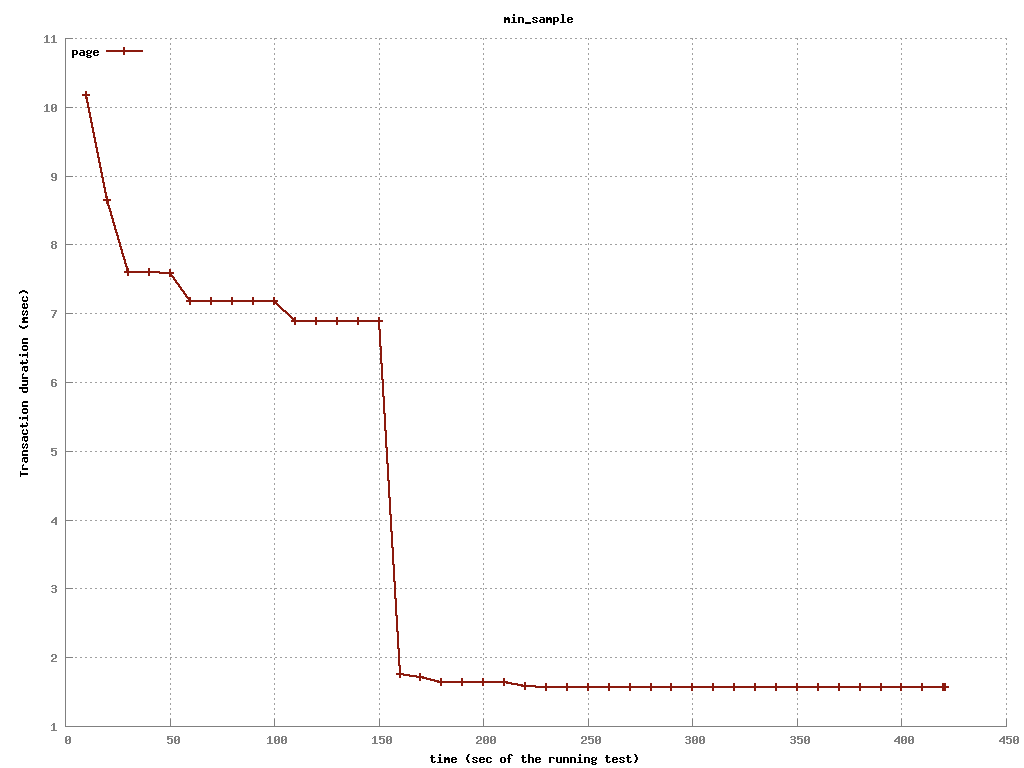 min_sample
page
11
10
9
8
7
6
5
4
3
2
1
Transaction duration (msec)
0 50 100 150 200 250 300 350 400 450
time (sec of the running test)